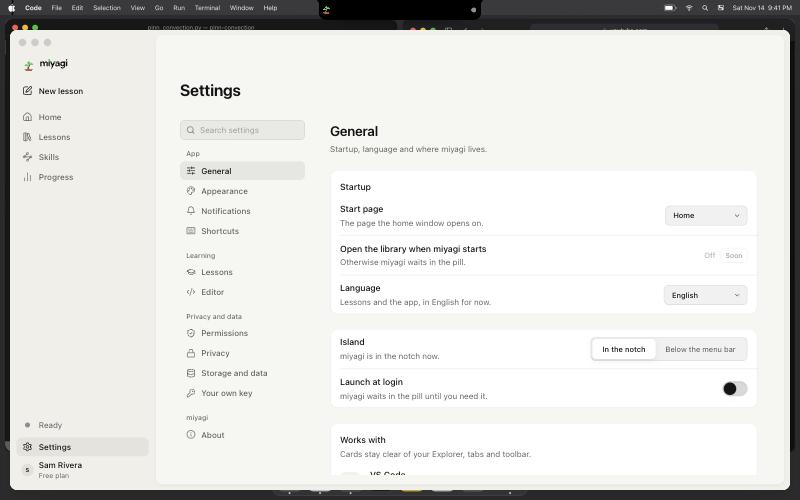 Code File Edit Selection View Go Run Terminal Window Help
Sat Nov 14 9:41 PM
pinn_convection.py — pinn-convection
miyagi
New lesson
Home
Lessons
Skills
Progress
Ready
Settings
S
Sam Rivera
Free plan
Settings
Search settings
App
General
Appearance
Notifications
Shortcuts
Learning
Lessons
Editor
Privacy and data
Permissions
Privacy
Storage and data
Your own key
miyagi
About
General
Startup, language and where miyagi lives.
Startup
Start page
The page the home window opens on.
Home
Open the library when miyagi starts
Otherwise miyagi waits in the pill.
Off Soon
Language
Lessons and the app, in English for now.
English
Island
miyagi is in the notch now.
In the notch Below the menu bar
Launch at login
miyagi waits in the pill until you need it.
Works with
Cards stay clear of your Explorer, tabs and toolbar.
VS Code